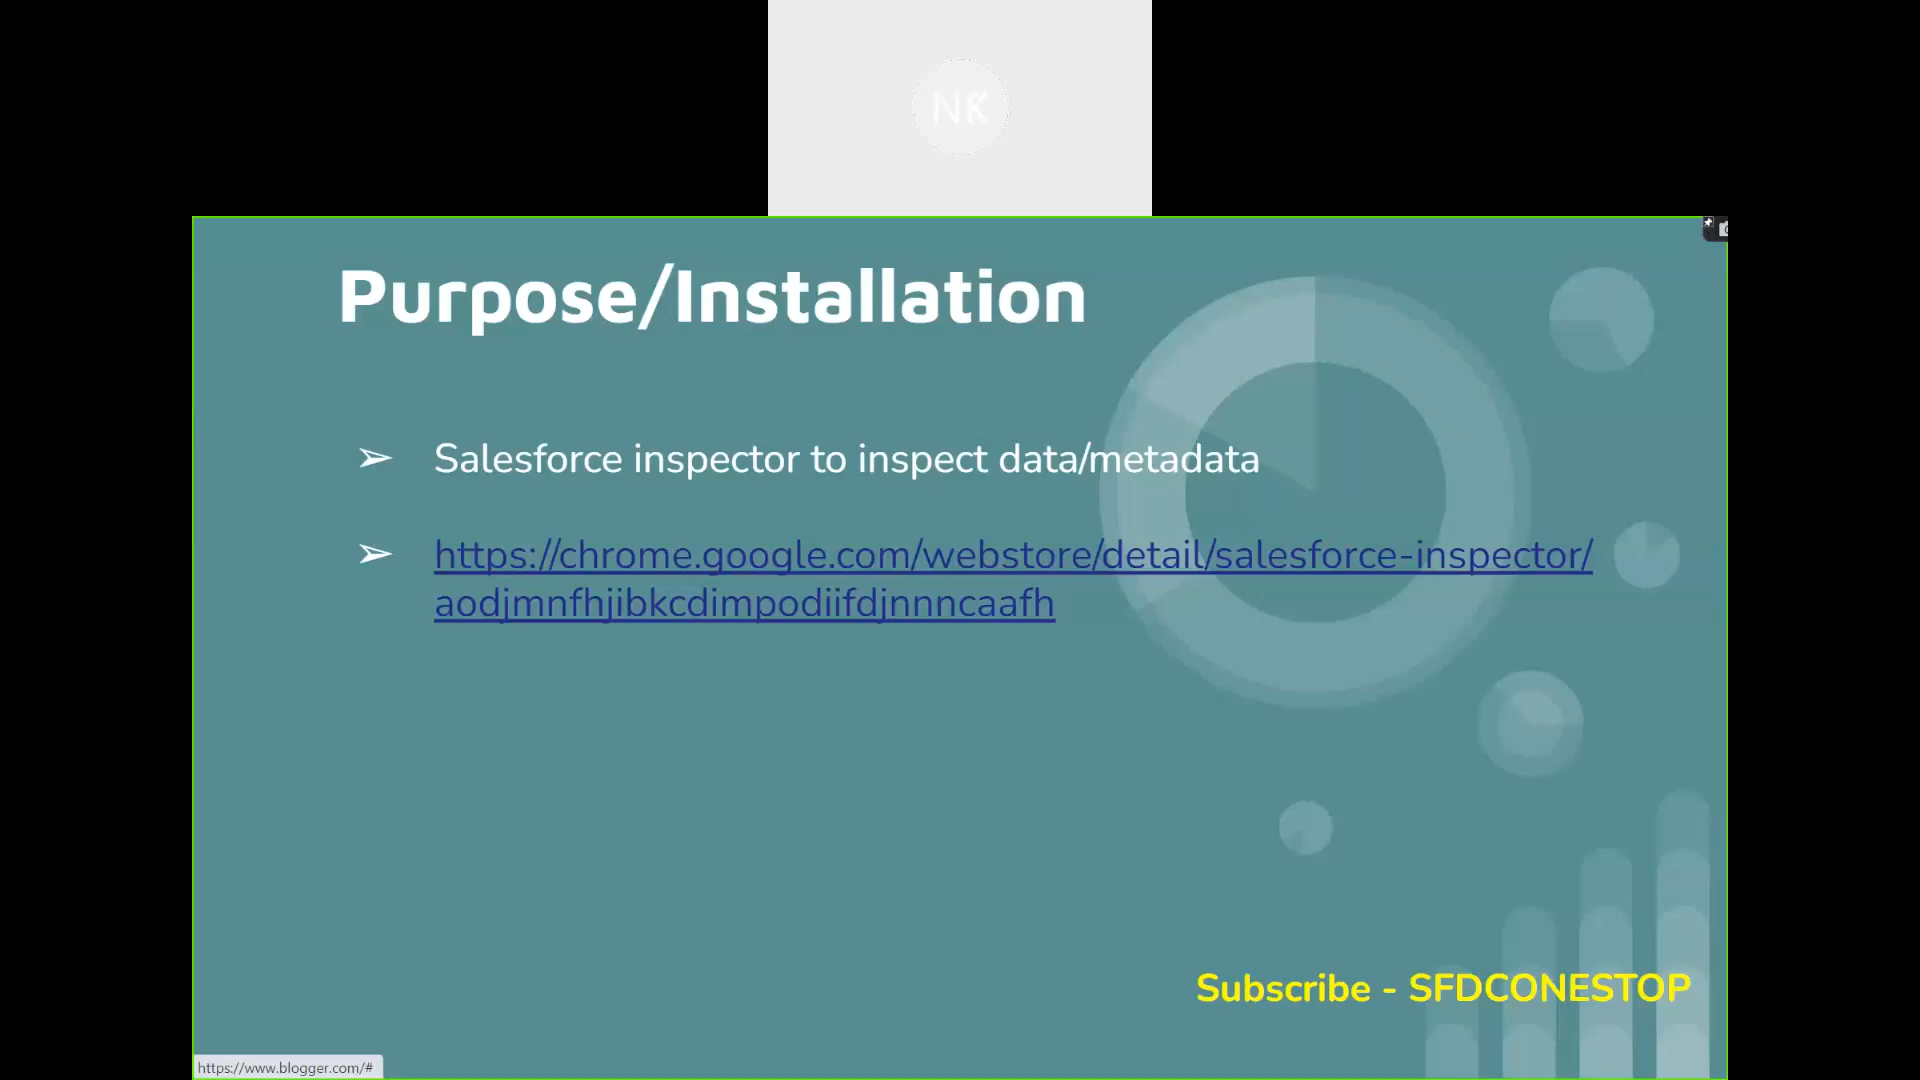 NK
Purpose/Installation
➢ Salesforce inspector to inspect data/metadata
➢ https://chrome.google.com/webstore/detail/salesforce-inspector/
aodjmnfhjibkcdimpodiifdjnnncaafh
Subscribe - SFDCONESTOP
https://www.blogger.com/#